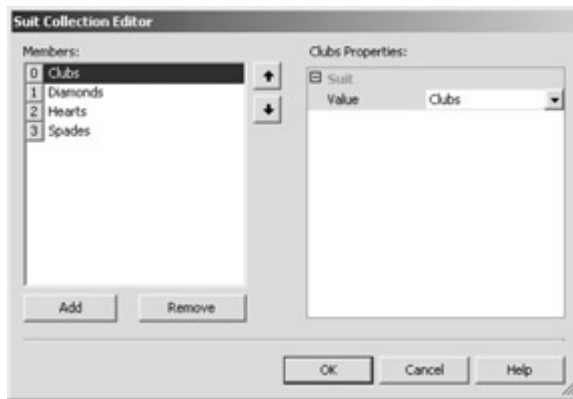 Suit Collection Editor
Members:
0 Clubs
1 Diamonds
2 Hearts
3 Spades
Add Remove
Clubs Properties:
Suit
Value Clubs
OK Cancel Help